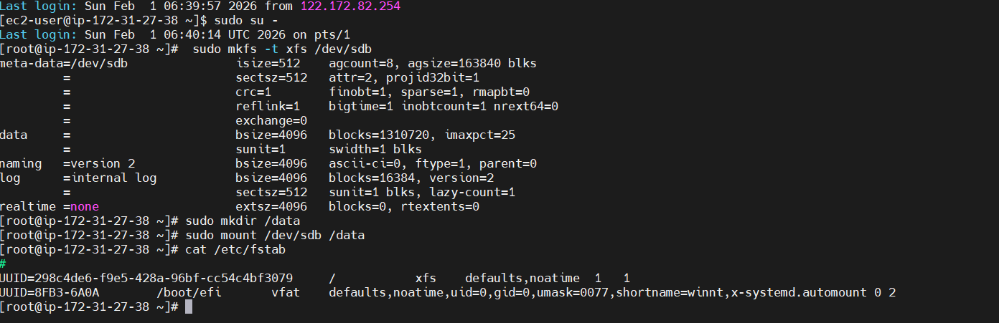 Last login: Sun Feb  1 06:39:57 2026 from 122.172.82.254
[ec2-user@ip-172-31-27-38 ~]$ sudo su -
Last login: Sun Feb  1 06:40:14 UTC 2026 on pts/1
[root@ip-172-31-27-38 ~]#  sudo mkfs -t xfs /dev/sdb
meta-data=/dev/sdb               isize=512    agcount=8, agsize=163840 blks
         =                       sectsz=512   attr=2, projid32bit=1
         =                       crc=1        finobt=1, sparse=1, rmapbt=0
         =                       reflink=1    bigtime=1 inobtcount=1 nrext64=0
         =                       exchange=0
data     =                       bsize=4096   blocks=1310720, imaxpct=25
         =                       sunit=1      swidth=1 blks
naming   =version 2              bsize=4096   ascii-ci=0, ftype=1, parent=0
log      =internal log           bsize=4096   blocks=16384, version=2
         =                       sectsz=512   sunit=1 blks, lazy-count=1
realtime =none                   extsz=4096   blocks=0, rtextents=0
[root@ip-172-31-27-38 ~]# sudo mkdir /data
[root@ip-172-31-27-38 ~]# sudo mount /dev/sdb /data
[root@ip-172-31-27-38 ~]# cat /etc/fstab
#
UUID=298c4de6-f9e5-428a-96bf-cc54c4bf3079     /           xfs    defaults,noatime  1   1
UUID=8FB3-6A0A        /boot/efi       vfat    defaults,noatime,uid=0,gid=0,umask=0077,shortname=winnt,x-systemd.automount 0 2
[root@ip-172-31-27-38 ~]#